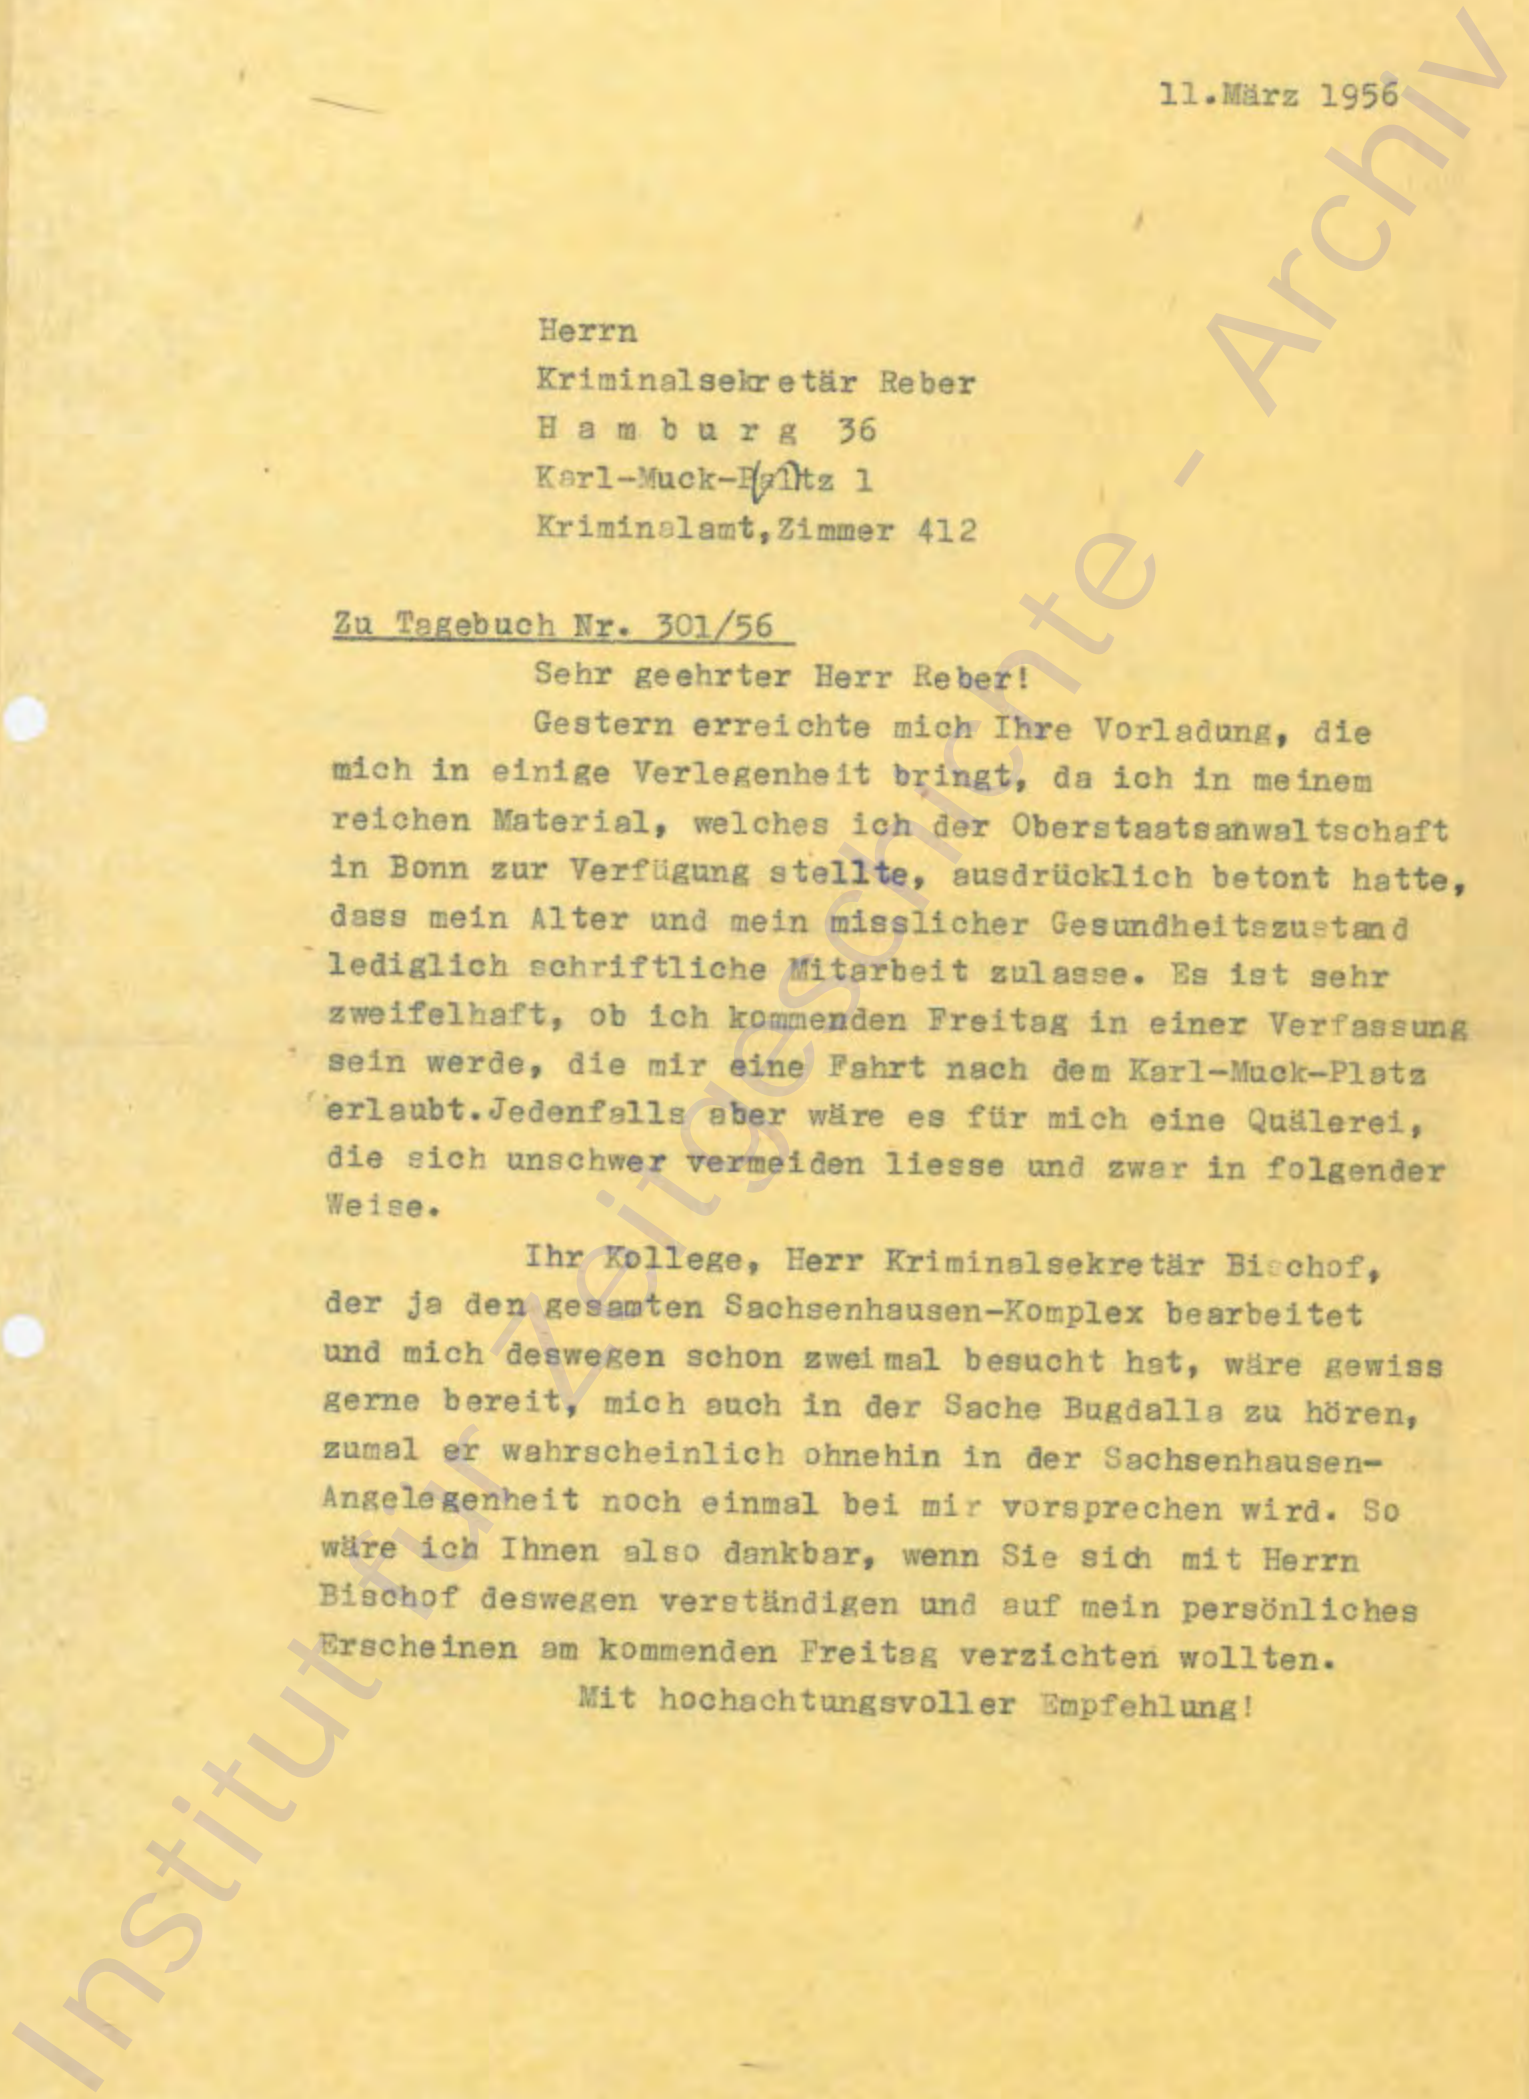 11.März 1956
Herrn
Kriminalsekretär Reber
H a m b u r g 36
Karl-Muck-Paltz 1
Kriminalamt,Zimmer 412
Zu Tagebuch Nr. 301/56
Sehr geehrter Herr Reber!
Gestern erreichte mich Ihre Vorladung, die
mich in einige Verlegenheit bringt, da ich in meinem
reichen Material, welches ich der Oberstaatsanwaltschaft
in Bonn zur Verfügung stellte, ausdrücklich betont hatte,
dass mein Alter und mein misslicher Gesundheitszustand
lediglich schriftliche Mitarbeit zulasse. Es ist sehr
zweifelhaft, ob ich kommenden Freitag in einer Verfassung
sein werde, die mir eine Fahrt nach dem Karl-Muck-Platz
erlaubt.Jedenfalls aber wäre es für mich eine Quälerei,
die sich unschwer vermeiden liesse und zwar in folgender
Weise.
Ihr Kollege, Herr Kriminalsekretär Bischof,
der ja den gesamten Sachsenhausen-Komplex bearbeitet
und mich deswegen schon zweimal besucht hat, wäre gewiss
gerne bereit, mich auch in der Sache Bugdalla zu hören,
zumal er wahrscheinlich ohnehin in der Sachsenhausen-
Angelegenheit noch einmal bei mir vorsprechen wird. So
wäre ich Ihnen also dankbar, wenn Sie sich mit Herrn
Bischof deswegen verständigen und auf mein persönliches
Erscheinen am kommenden Freitag verzichten wollten.
Mit hochachtungsvoller Empfehlung!
Institut für Zeitgeschichte - Archiv